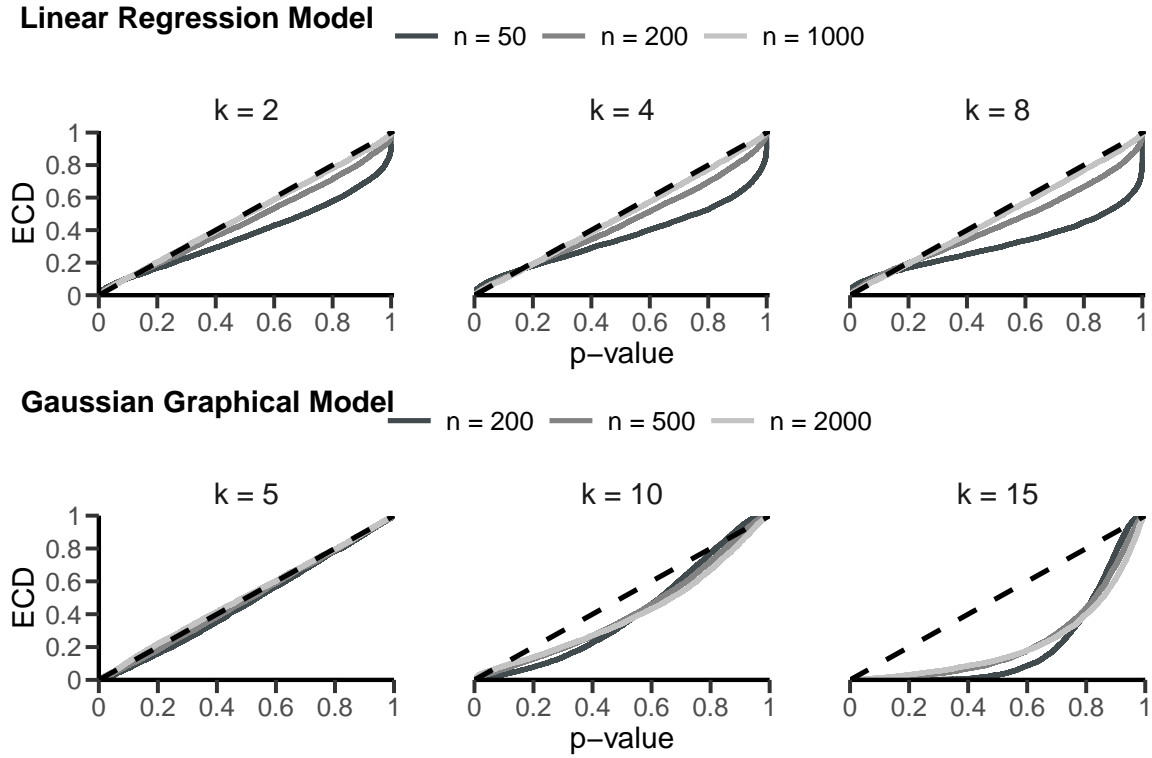 Linear Regression Model
n = 50 n = 200 n = 1000
k = 2 k = 4 k = 8
ECD
1
0.8
0.6
0.4
0.2
0
0 0.2 0.4 0.6 0.8 1 0 0.2 0.4 0.6 0.8 1 0 0.2 0.4 0.6 0.8 1
p−value
Gaussian Graphical Model
n = 200 n = 500 n = 2000
k = 5 k = 10 k = 15
ECD
1
0.8
0.6
0.4
0.2
0
0 0.2 0.4 0.6 0.8 1 0 0.2 0.4 0.6 0.8 1 0 0.2 0.4 0.6 0.8 1
p−value